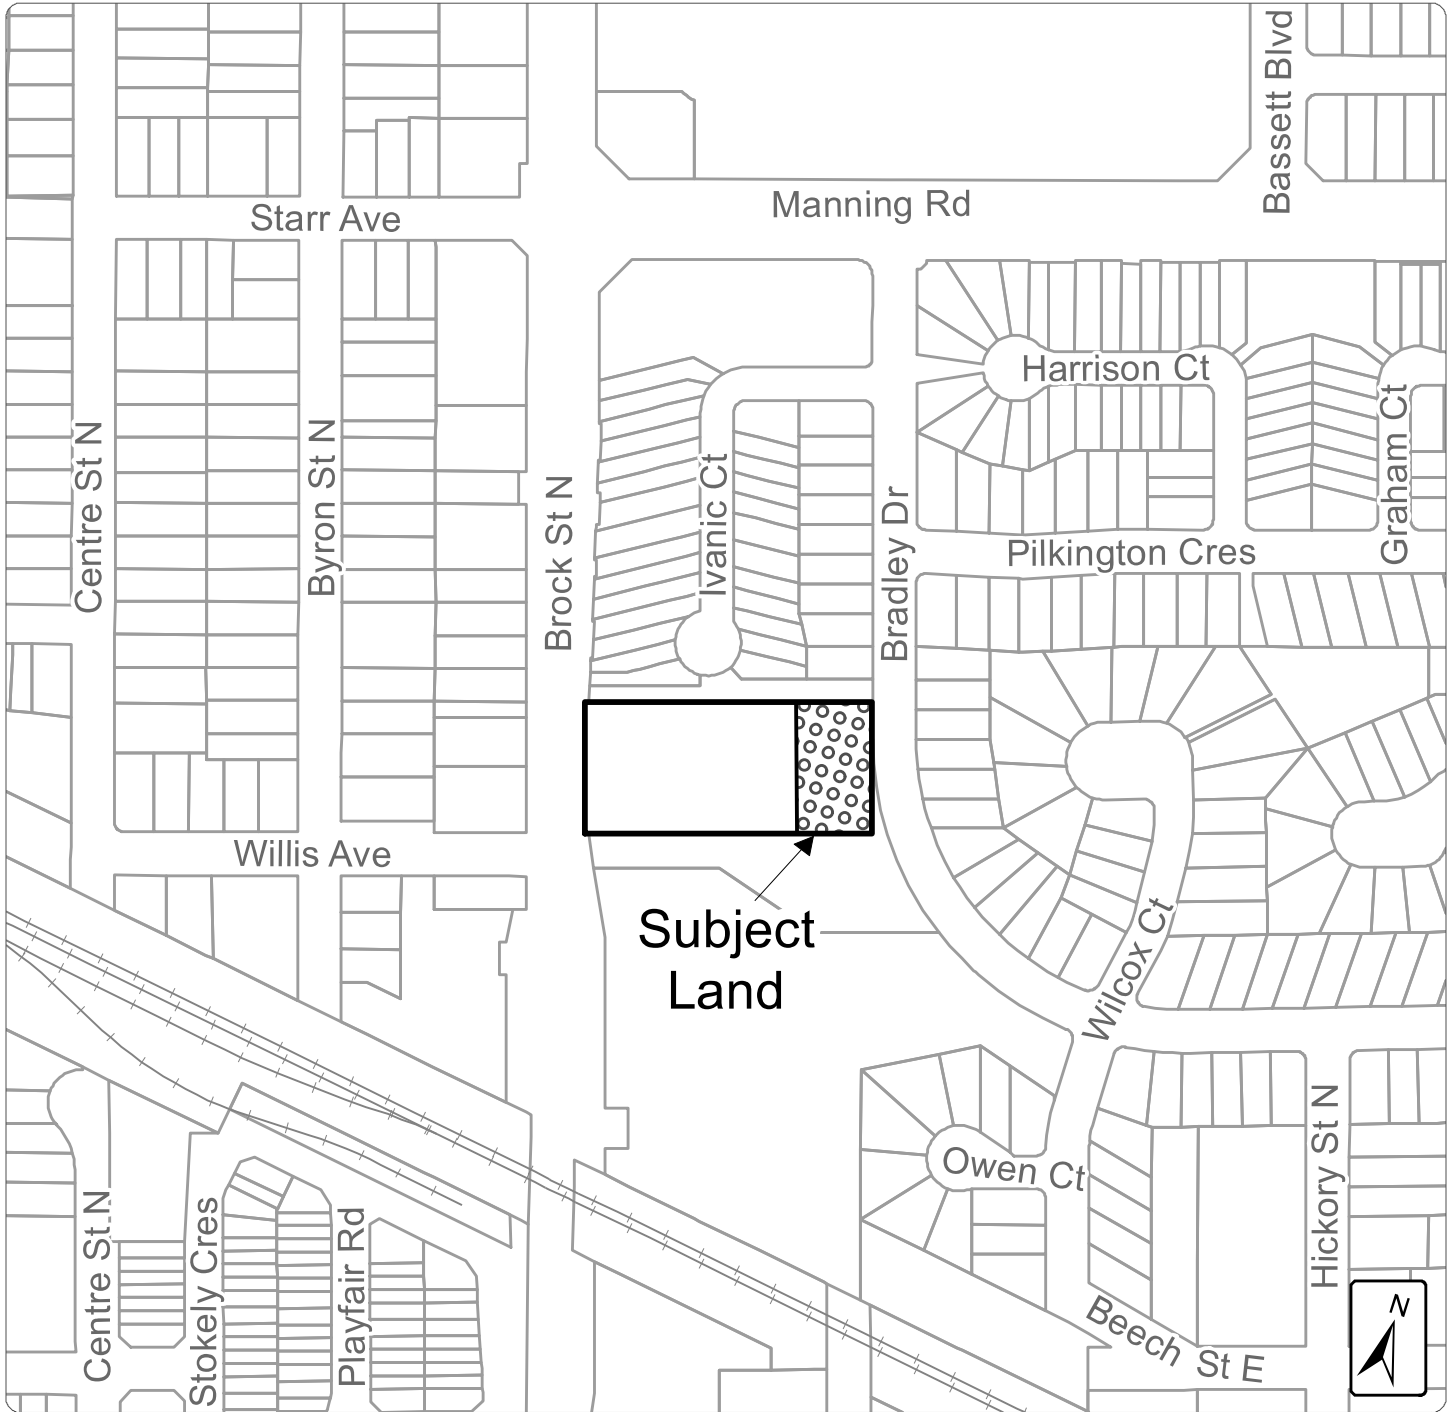 Bassett Blvd
Manning Rd
Starr Ave
Harrison Ct
Graham Ct
Centre St N
Byron St N
Brock St N
Ivanic Ct
Bradley Dr
Pilkington Cres
Willis Ave
Subject
Land
Wilcox Ct
Owen Ct
Hickory St N
Centre St N
Stokely Cres
Playfair Rd
Beech St E
N